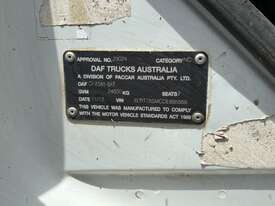 APPROVAL NO. CATEGORY
DAF TRUCKS AUSTRALIA
A DIVISION OF PACCAR AUSTRALIA PTY. LTD.
DAF
GVM KG SEATS
DATE VIN
THIS VEHICLE WAS MANUFACTURED TO COMPLY
WITH THE MOTOR VEHICLE STANDARDS ACT 1989